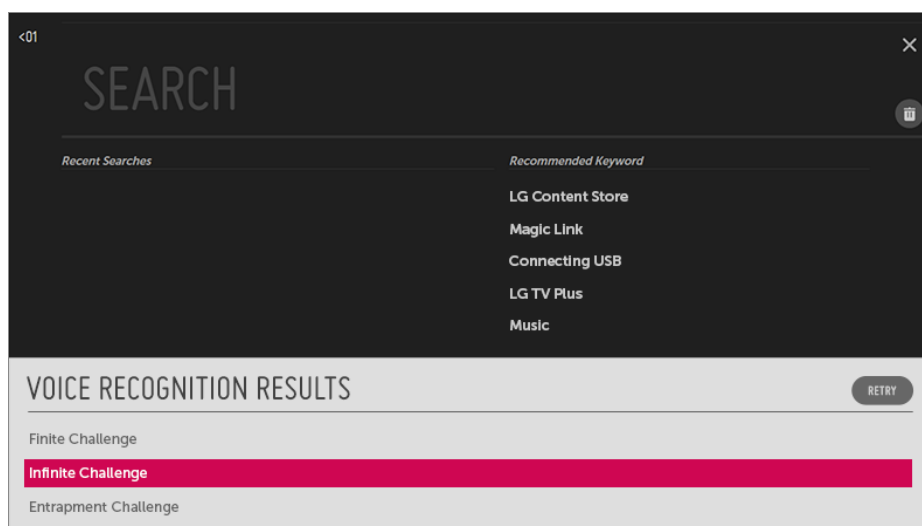 <01
SEARCH
Recent Searches
Recommended Keyword
LG Content Store
Magic Link
Connecting USB
LG TV Plus
Music
VOICE RECOGNITION RESULTS
RETRY
Finite Challenge
Infinite Challenge
Entrapment Challenge